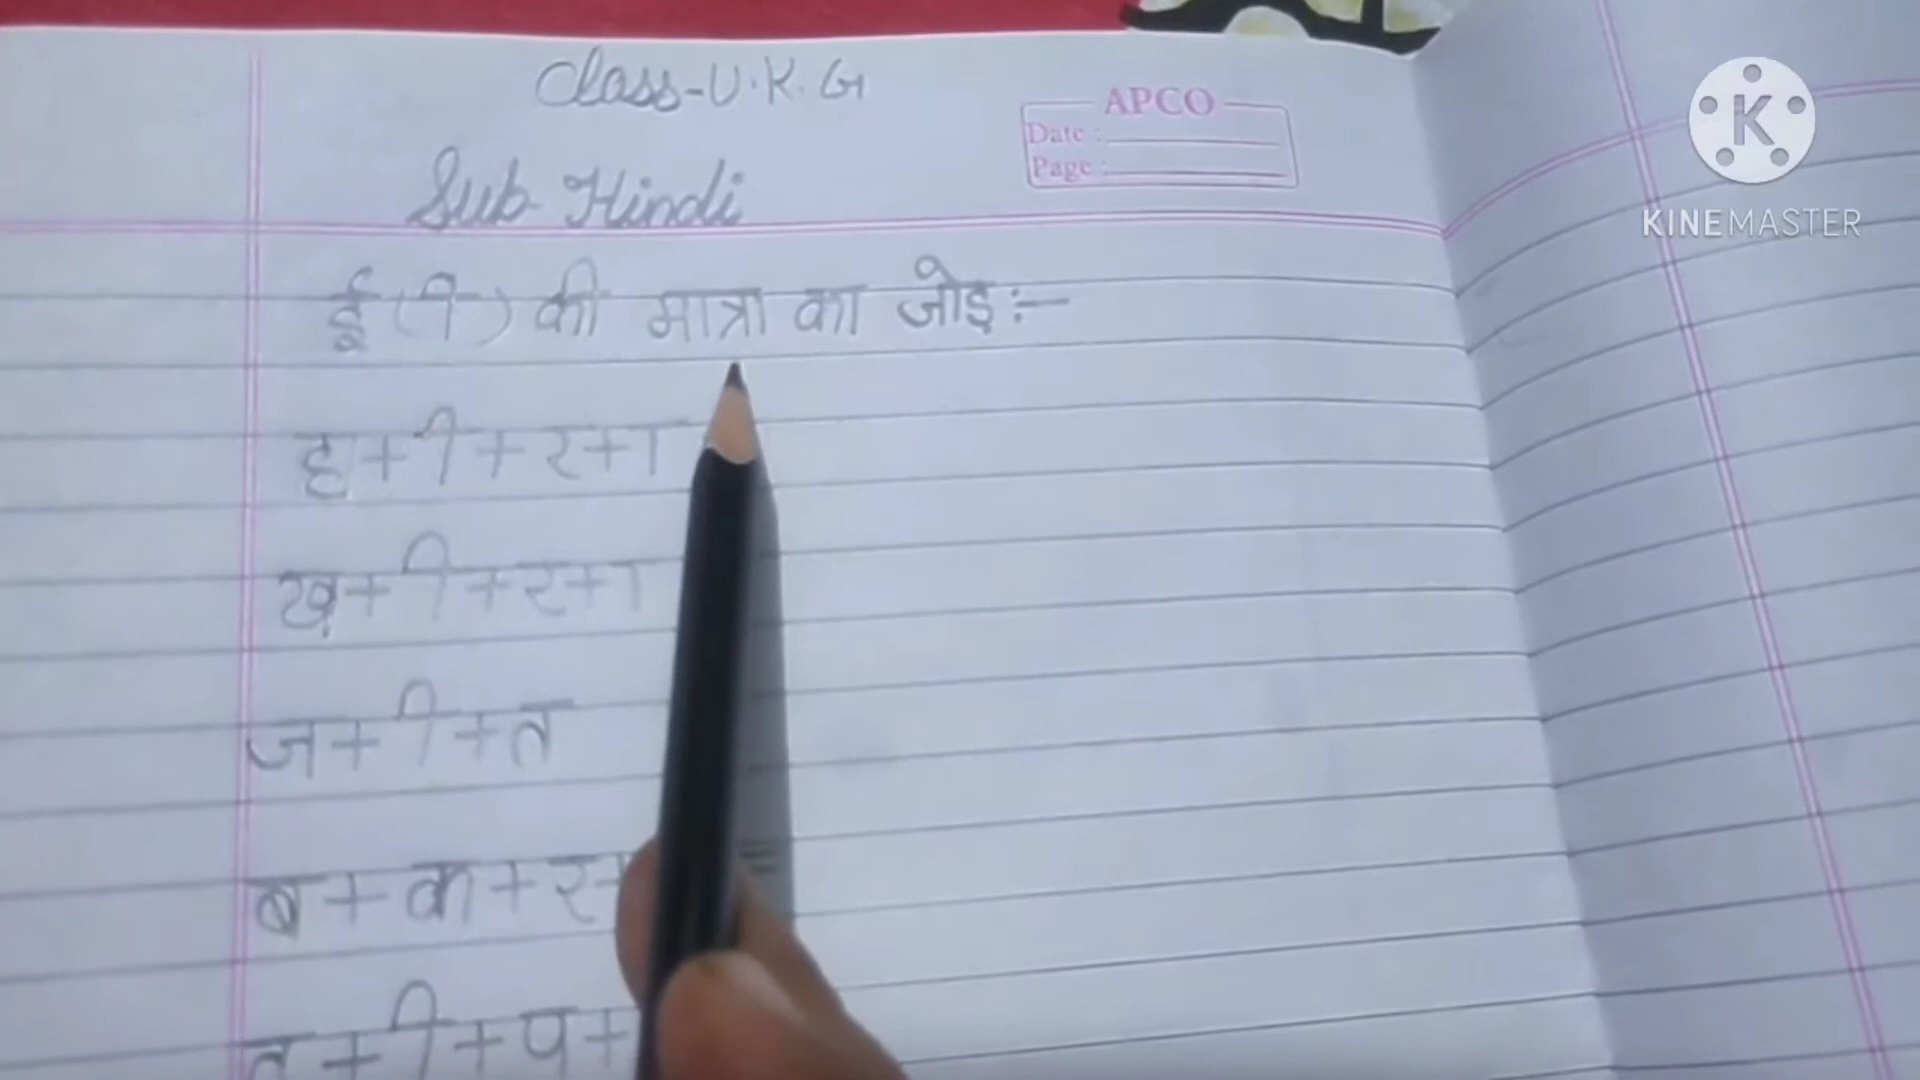 Class-U.K.G
APCO
Date :
Page :
Sub-Hindi
KINEMASTER
ई (ी) की मात्रा का जोड़ :-
ह+ी+र+ा
ख+ी+र+ा
ज+ी+त
ब+क+र+ =
+ी+प+